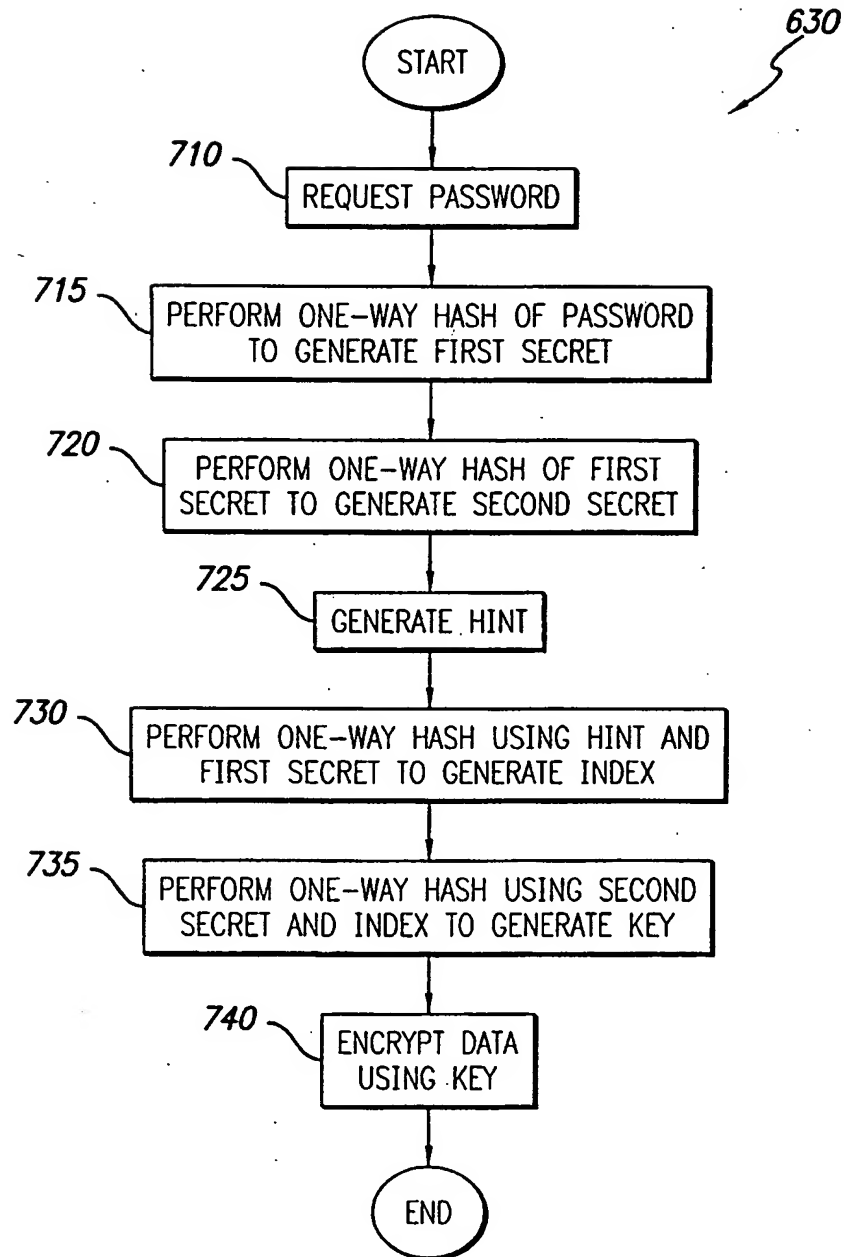 630
START
710
REQUEST PASSWORD
715
PERFORM ONE-WAY HASH OF PASSWORD
TO GENERATE FIRST SECRET
720
PERFORM ONE-WAY HASH OF FIRST
SECRET TO GENERATE SECOND SECRET
725
GENERATE HINT
730
PERFORM ONE-WAY HASH USING HINT AND
FIRST SECRET TO GENERATE INDEX
735
PERFORM ONE-WAY HASH USING SECOND
SECRET AND INDEX TO GENERATE KEY
740
ENCRYPT DATA
USING KEY
END